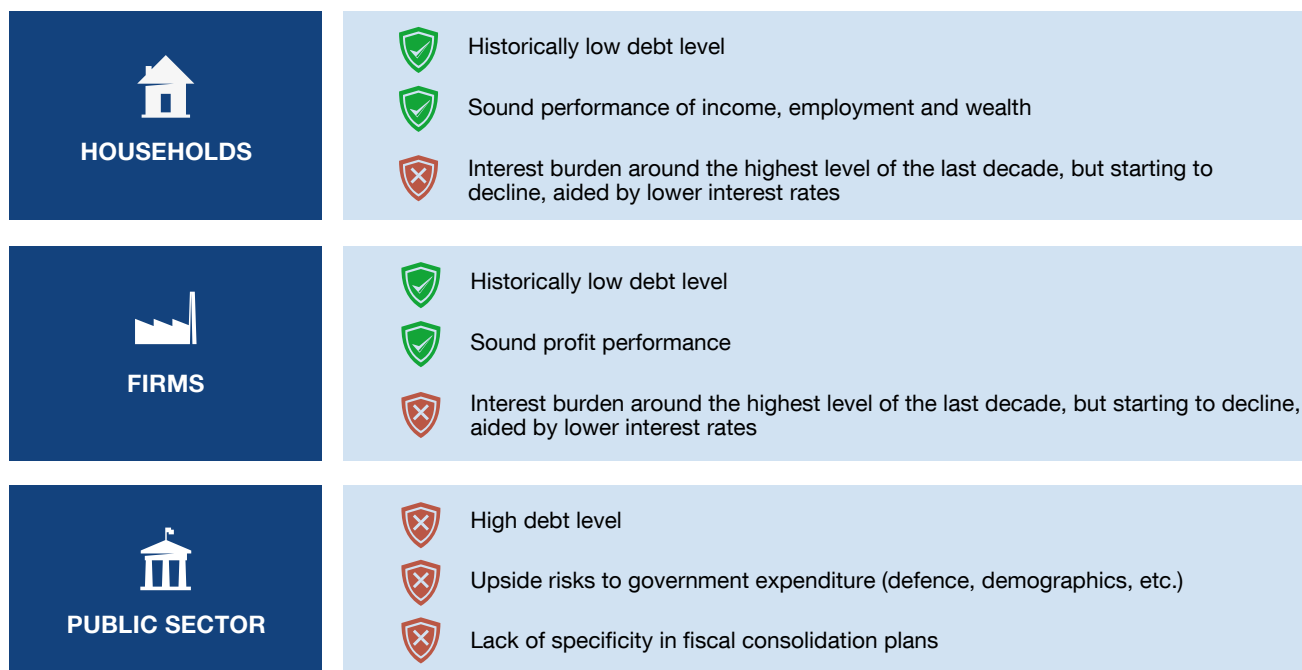 HOUSEHOLDS
Historically low debt level
Sound performance of income, employment and wealth
Interest burden around the highest level of the last decade, but starting to
decline, aided by lower interest rates
FIRMS
Historically low debt level
Sound profit performance
Interest burden around the highest level of the last decade, but starting to decline,
aided by lower interest rates
PUBLIC SECTOR
High debt level
Upside risks to government expenditure (defence, demographics, etc.)
Lack of specificity in fiscal consolidation plans